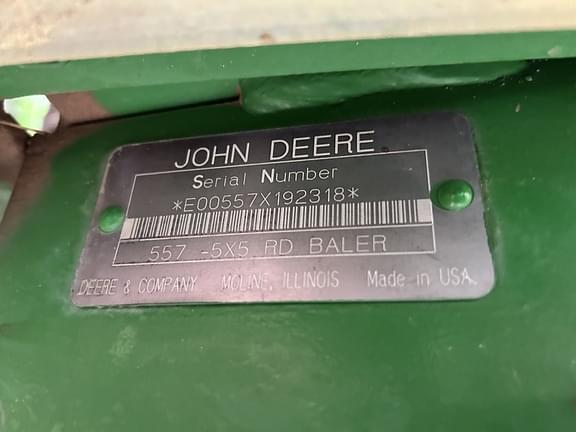 JOHN DEERE
Serial Number
*E00557X192318*
557 -5X5 RD BALER
DEERE & COMPANY MOLINE, ILLINOIS Made in USA.